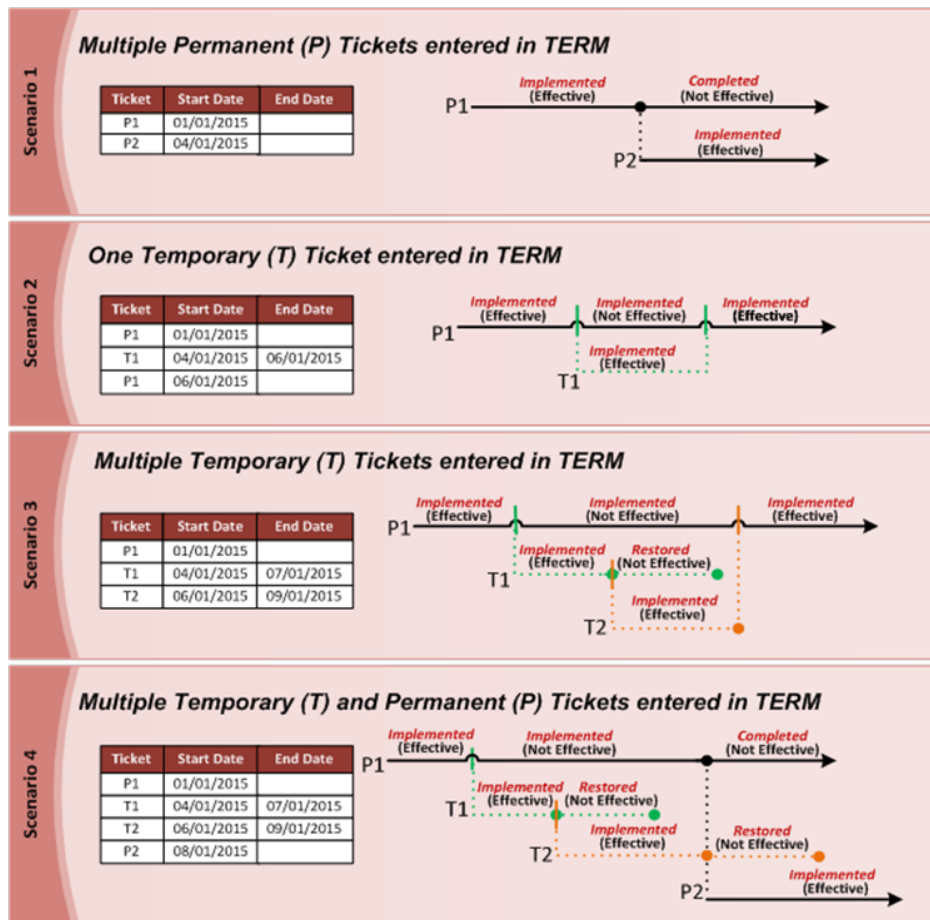 Scenario 1
Multiple Permanent (P) Tickets entered in TERM
Ticket Start Date End Date
P1 01/01/2015
P2 04/01/2015
Implemented Completed
P1 (Effective) (Not Effective)
Implemented
P2 (Effective)
Scenario 2
One Temporary (T) Ticket entered in TERM
Ticket Start Date End Date
P1 01/01/2015
T1 04/01/2015 06/01/2015
P1 06/01/2015
Implemented Implemented Implemented
P1 (Effective) (Not Effective) (Effective)
Implemented
T1 (Effective)
Scenario 3
Multiple Temporary (T) Tickets entered in TERM
Ticket Start Date End Date
P1 01/01/2015
T1 04/01/2015 07/01/2015
T2 06/01/2015 09/01/2015
Implemented Implemented Implemented
P1 (Effective) (Not Effective) (Effective)
Implemented Restored
T1 (Effective) (Not Effective)
Implemented
T2 (Effective)
Scenario 4
Multiple Temporary (T) and Permanent (P) Tickets entered in TERM
Ticket Start Date End Date
P1 01/01/2015
T1 04/01/2015 07/01/2015
T2 06/01/2015 09/01/2015
P2 08/01/2015
Implemented Implemented Completed
P1 (Effective) (Not Effective) (Not Effective)
Implemented Restored
T1 (Effective) (Not Effective)
Implemented Restored
T2 (Effective) (Not Effective)
Implemented
P2 (Effective)